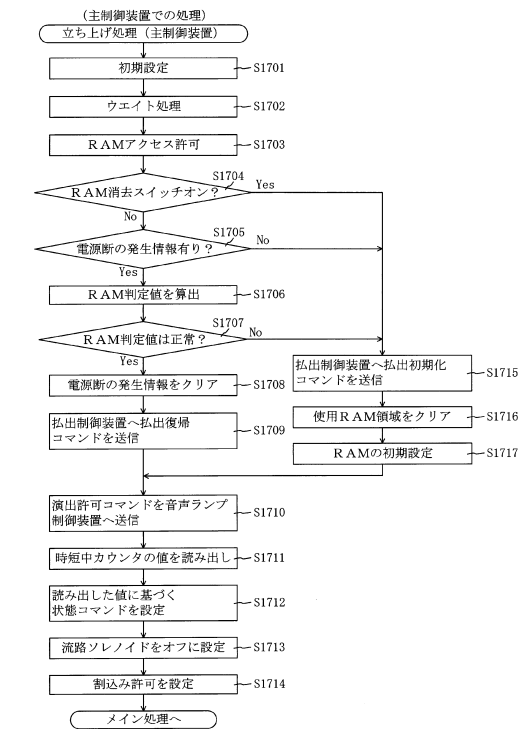 (主制御装置での処理)
立ち上げ処理(主制御装置)
初期設定
S1701
ウエイト処理
S1702
RAMアクセス許可
S1703
RAM消去スイッチオン?
S1704
Yes
No
電源断の発生情報有り?
S1705
No
Yes
RAM判定値を算出
S1706
RAM判定値は正常?
S1707
No
Yes
電源断の発生情報をクリア
S1708
払出制御装置へ払出復帰
コマンドを送信
S1709
払出制御装置へ払出初期化
コマンドを送信
S1715
使用RAM領域をクリア
S1716
RAMの初期設定
S1717
演出許可コマンドを音声ランプ
制御装置へ送信
S1710
時短中カウンタの値を読み出し
S1711
読み出した値に基づく
状態コマンドを設定
S1712
流路ソレノイドをオフに設定
S1713
割込み許可を設定
S1714
メイン処理へ